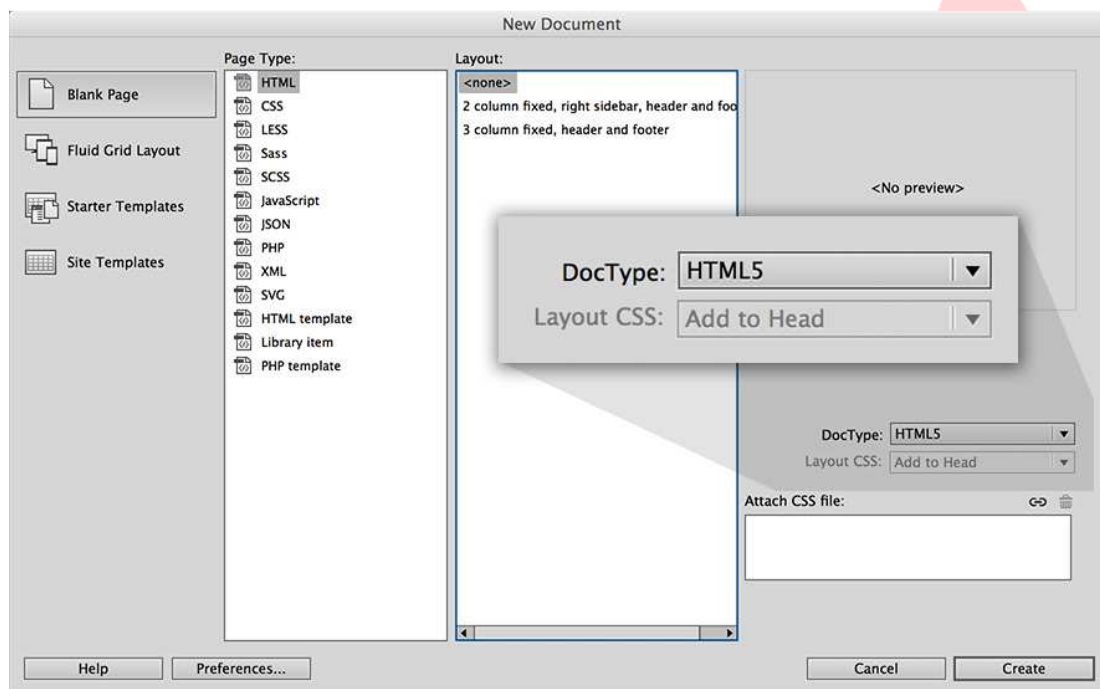 New Document
Blank Page
Fluid Grid Layout
Starter Templates
Site Templates
Page Type:
HTML
CSS
LESS
Sass
SCSS
JavaScript
JSON
PHP
XML
SVG
HTML template
Library item
PHP template
Layout:
<none>
2 column fixed, right sidebar, header and foo
3 column fixed, header and footer
<No preview>
DocType: HTML5
Layout CSS: Add to Head
DocType: HTML5
Layout CSS: Add to Head
Attach CSS file:
Help
Preferences...
Cancel
Create